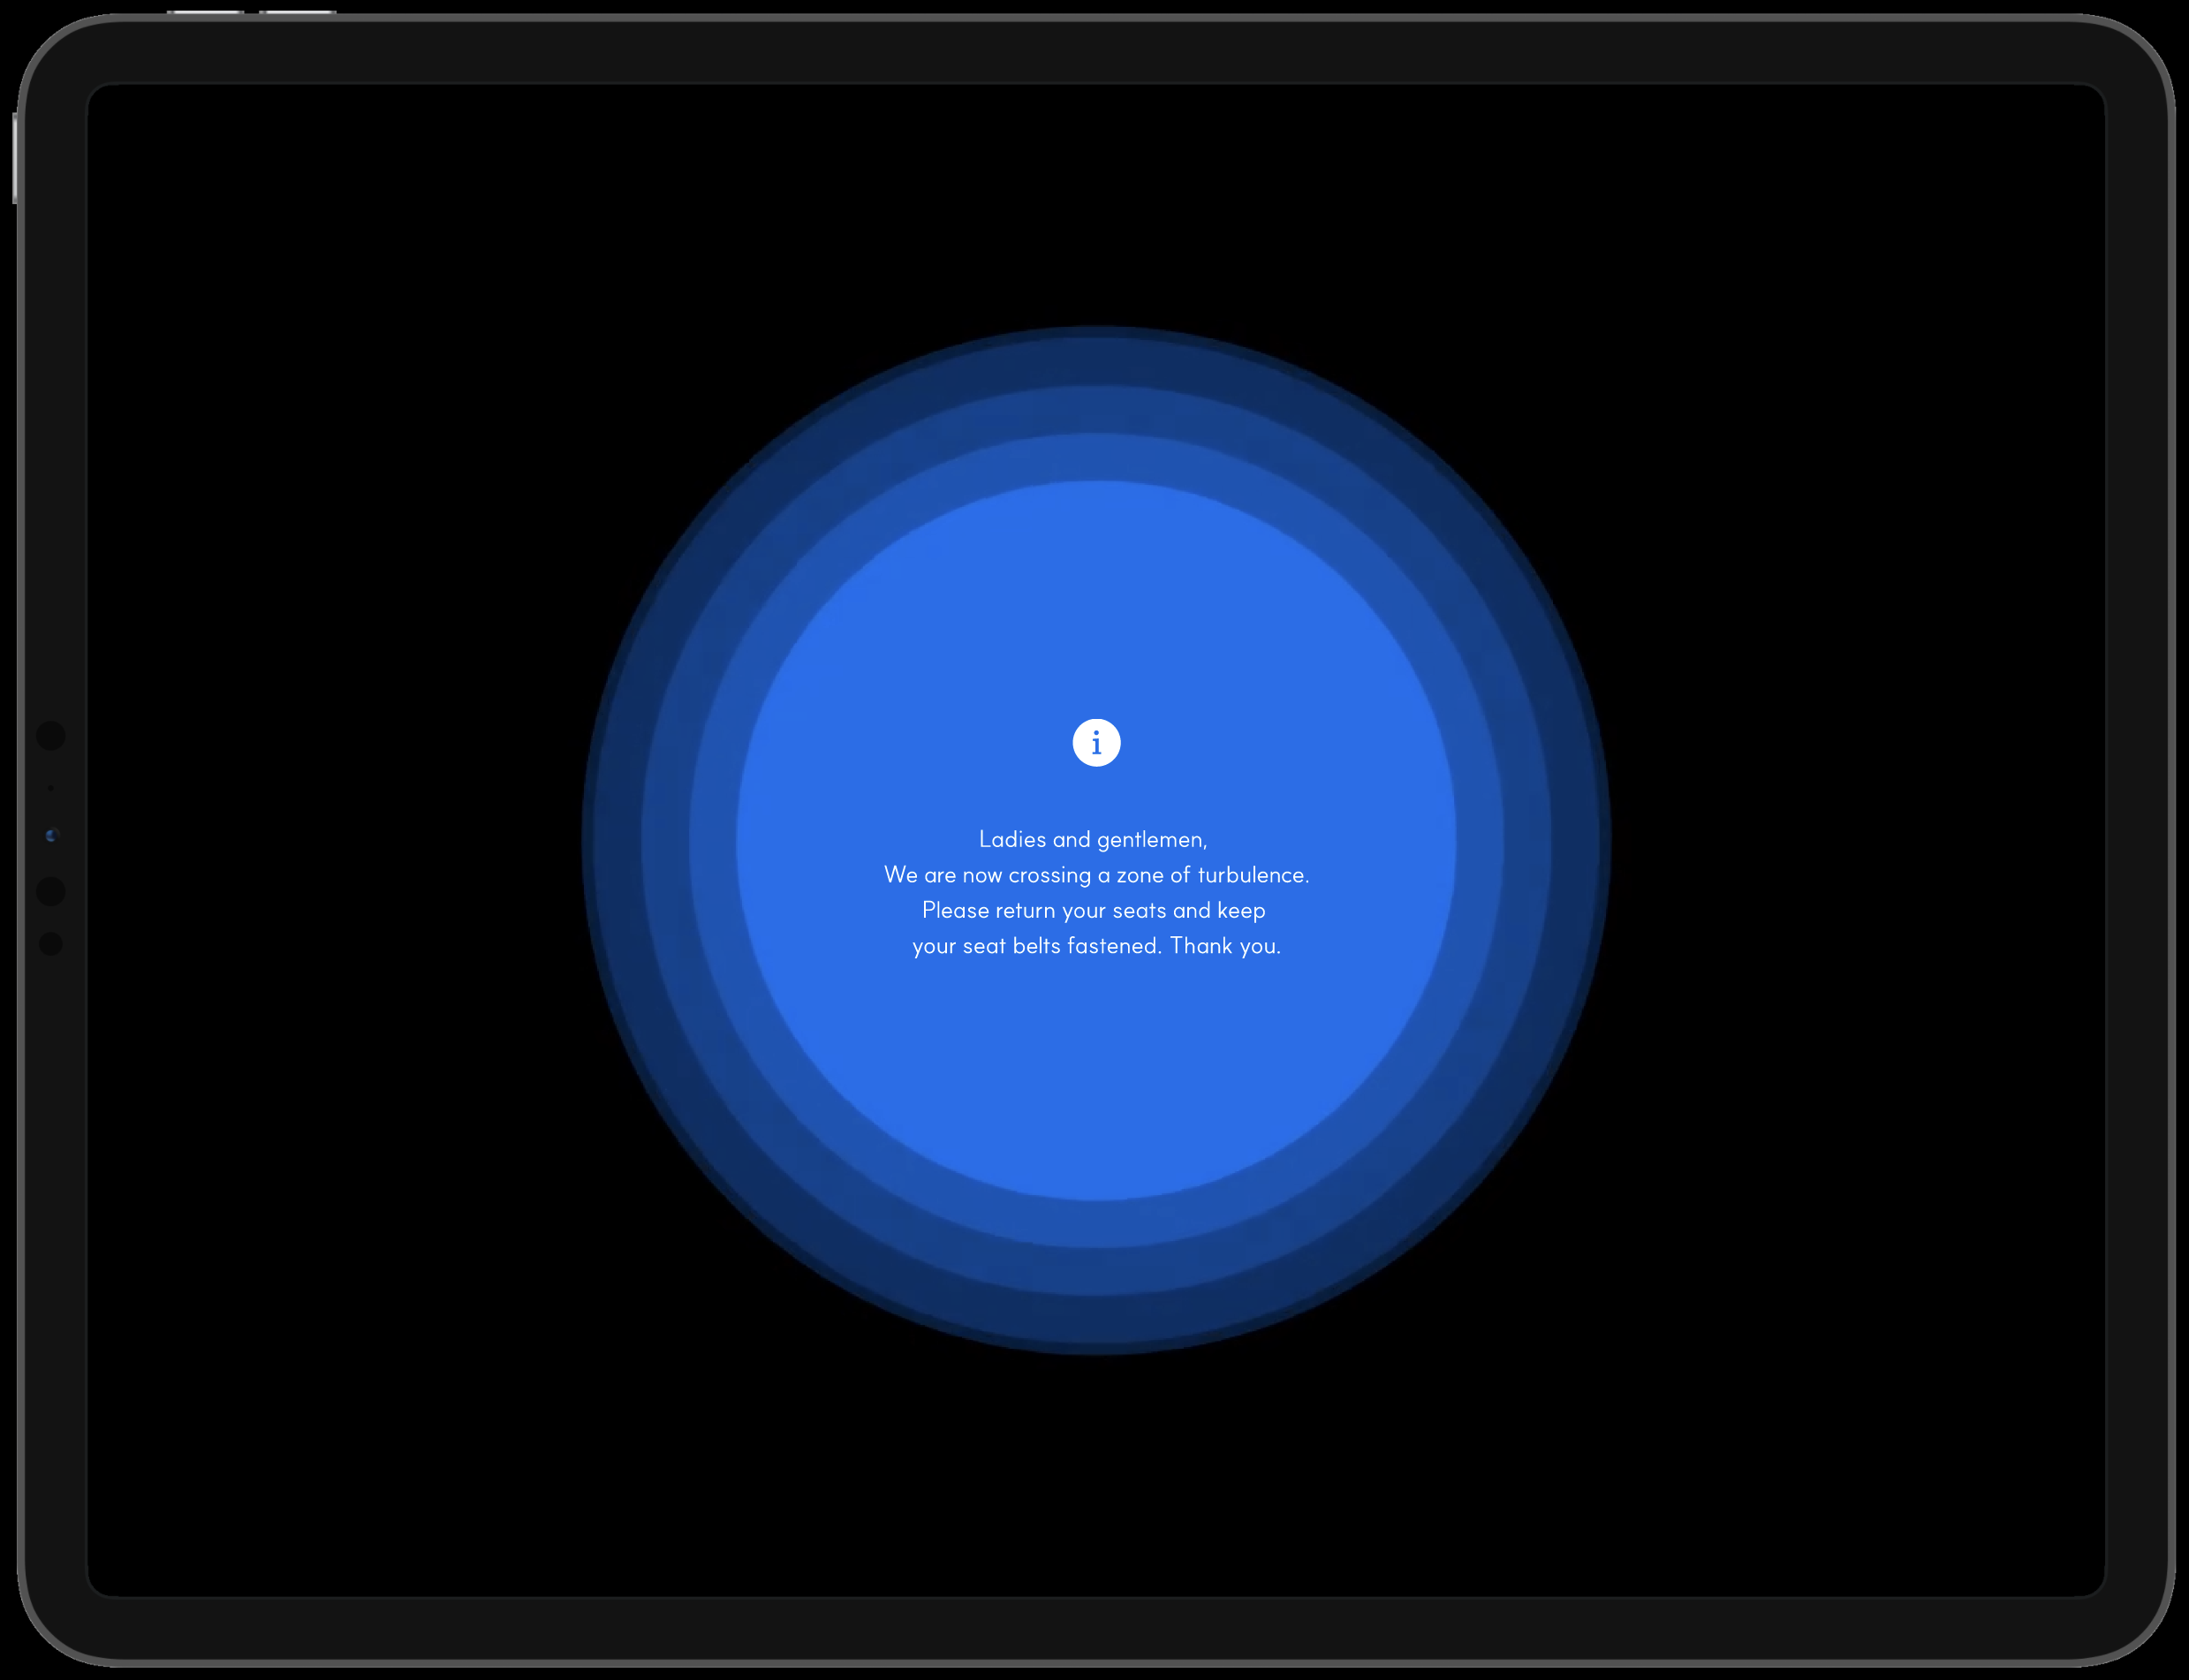 i
Ladies and gentlemen,
We are now crossing a zone of turbulence.
Please return your seats and keep
your seat belts fastened. Thank you.